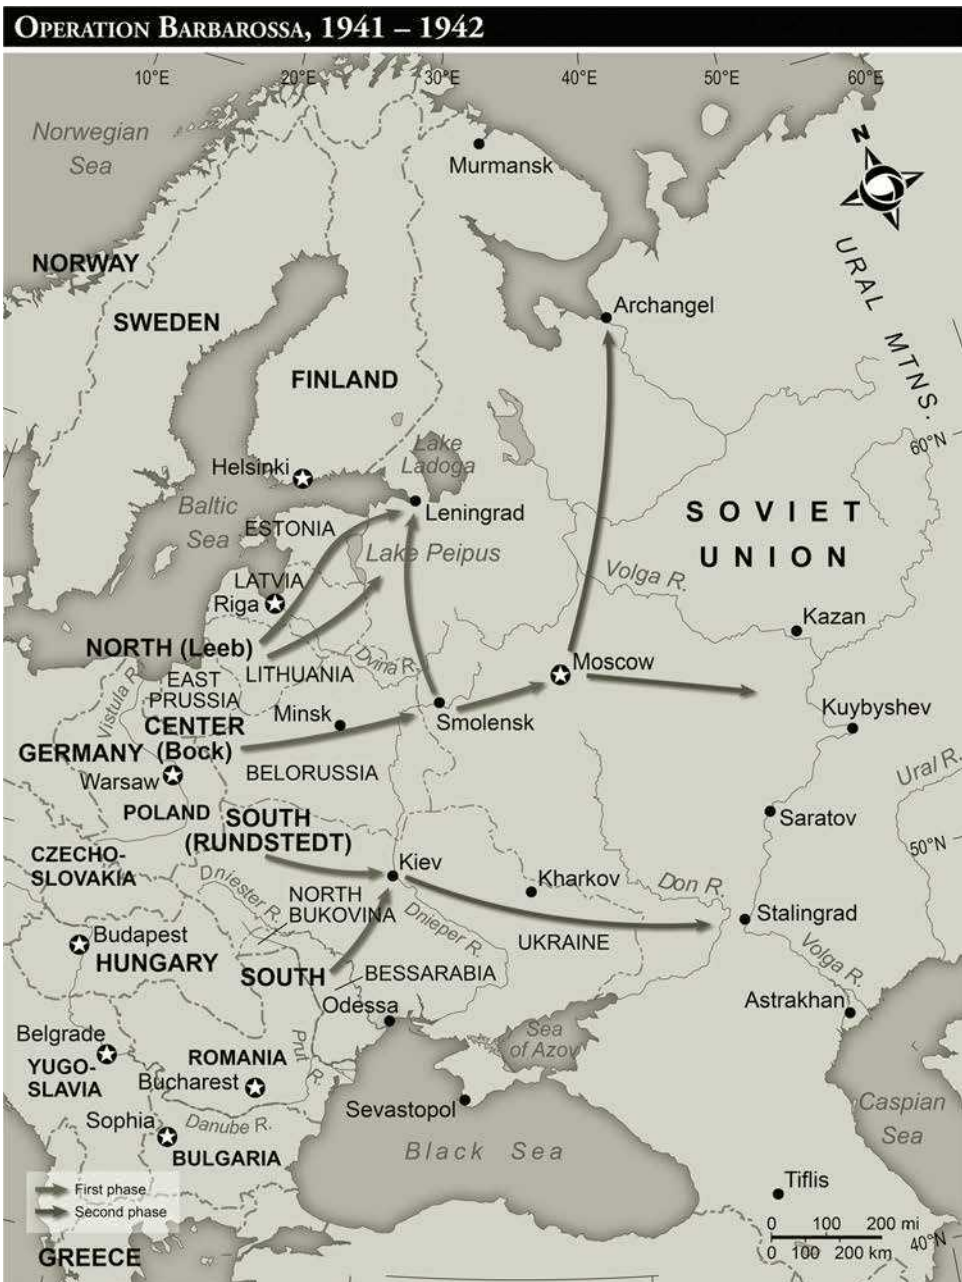 OPERATION BARBAROSSA, 1941 – 1942
10°E
20°E
30°E
40°E
50°E
60°E
Norwegian
Sea
Murmansk
N
URAL MTNS.
NORWAY
SWEDEN
Archangel
FINLAND
60°N
Lake
Ladoga
Helsinki
Baltic
Sea
Leningrad
SOVIET
UNION
ESTONIA
Lake Peipus
LATVIA
Riga
Volga R.
Kazan
NORTH (Leeb)
Dvina R.
Moscow
LITHUANIA
EAST
PRUSSIA
Vistula R.
Minsk
Smolensk
Kuybyshev
CENTER
(Bock)
GERMANY
Warsaw
BELORUSSIA
Ural R.
POLAND
SOUTH
(RUNDSTEDT)
Saratov
50°N
CZECHO-
SLOVAKIA
Kiev
Kharkov
Don R.
Dniester R.
NORTH
BUKOVINA
Dnieper R.
Stalingrad
Budapest
HUNGARY
UKRAINE
Volga R.
SOUTH
BESSARABIA
Odessa
Astrakhan
Belgrade
YUGO-
SLAVIA
ROMANIA
Prut R.
Sea
of Azov
Bucharest
Sevastopol
Caspian
Sea
Sophia
Danube R.
BULGARIA
Black Sea
First phase
Second phase
Tiflis
0 100 200 mi
0 100 200 km
40°N
GREECE